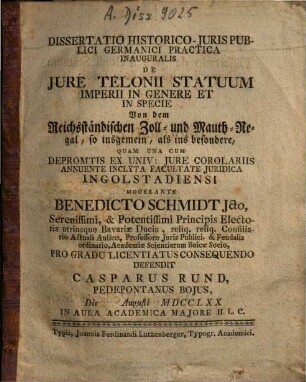 A. Diss 9025
DISSERTATIO HISTORICO-JURIS PUB-
LICI GERMANICI PRACTICA
INAUGURALIS
DE
JURE TELONII STATUUM
IMPERII IN GENERE ET
IN SPECIE
Von dem
Reichsständischen Zoll- und Mauth-Re-
gal, so insgemein, als ins besondere,
QUAM UNA CUM
DEPROMTIS EX UNIV: JURE COROLARIIS
ANNUENTE INCLYTA FACULTATE JURIDICA
INGOLSTADIENSI
MODERANTE
BENEDICTO SCHMIDT, Jcto,
Serenissimi, & Potentissimi Principis Electo-
ris utriusque Bavariæ Ducis, reliq. reliq. Consilia-
rio Actuali Aulico, Professore Juris Publici, & Feudalis
ordinario, Academiæ Scientiarum Boicæ Socio,
PRO GRADU LICENTIATUS CONSEQUENDO
DEFENDIT
CASPARUS RUND,
PEDEPONTANUS BOJUS,
Die Augusti MDCCLXX
IN AULA ACADEMICA MAJORE H. L. C.
Typis, Joannis Ferdinandi Lutzenberger, Typogr. Academici.